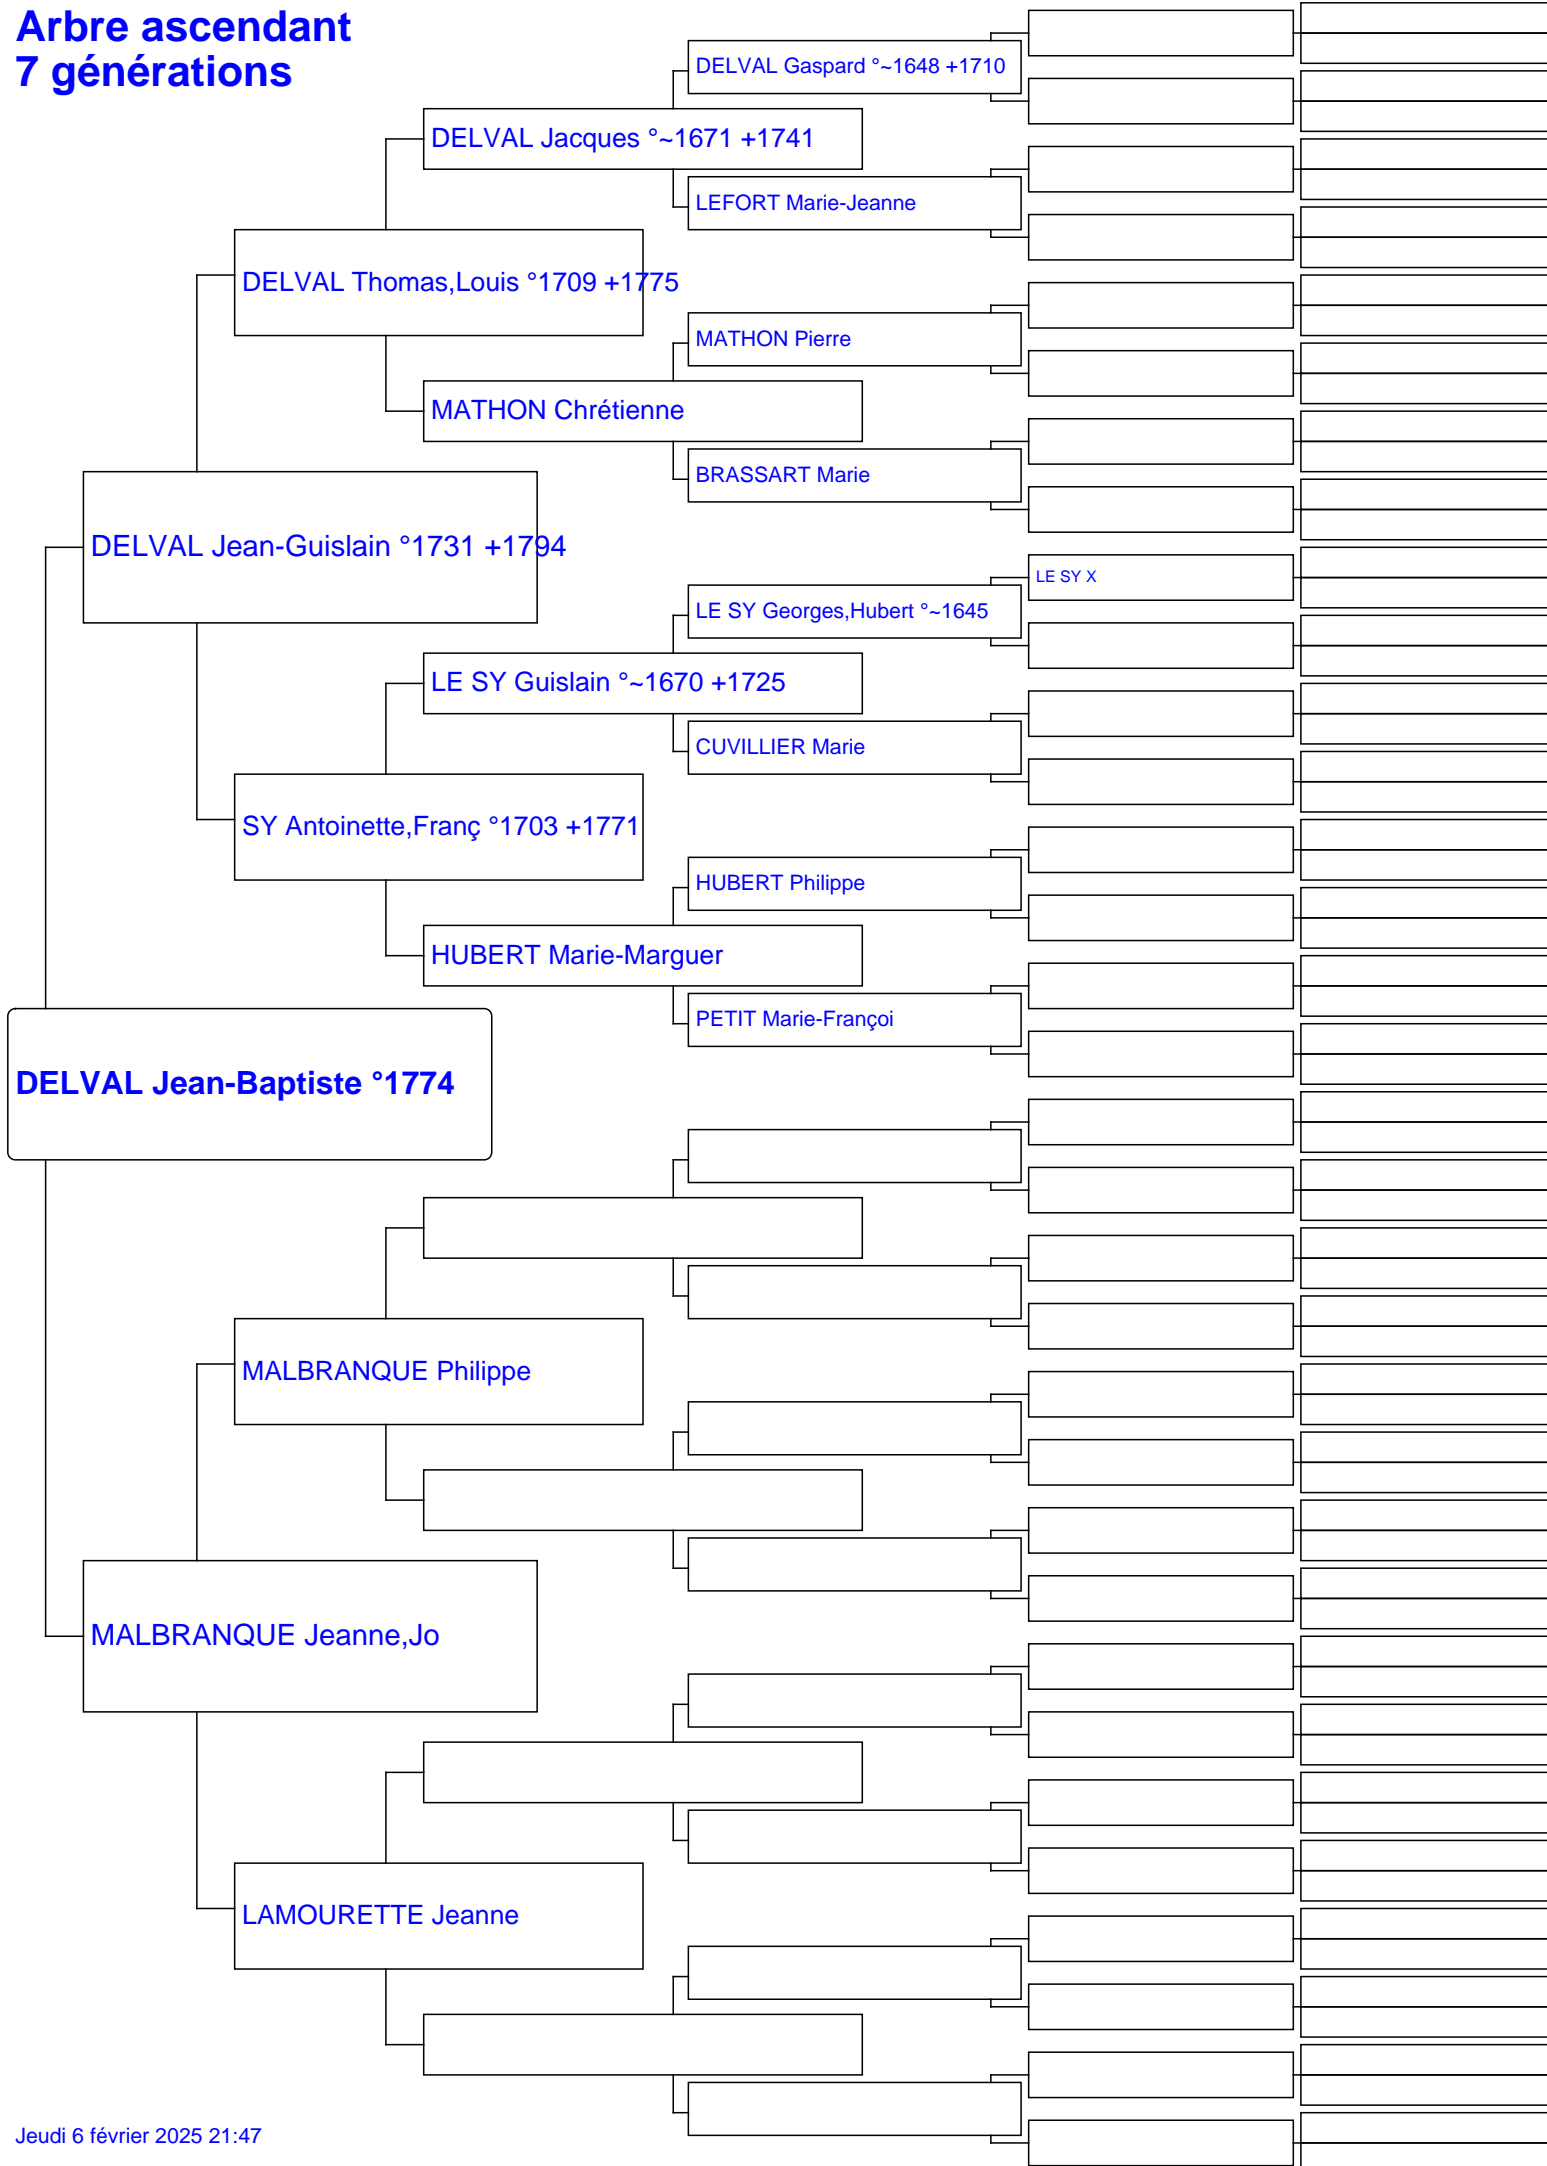 Arbre ascendant
7 générations
DELVAL Gaspard °~1648 +1710
DELVAL Jacques °~1671 +1741
LEFORT Marie-Jeanne
DELVAL Thomas,Louis °1709 +1775
MATHON Pierre
MATHON Chrétienne
BRASSART Marie
DELVAL Jean-Guislain °1731 +1794
LE SY X
LE SY Georges,Hubert °~1645
LE SY Guislain °~1670 +1725
CUVILLIER Marie
SY Antoinette,Franç °1703 +1771
HUBERT Philippe
HUBERT Marie-Marguer
PETIT Marie-Françoi
DELVAL Jean-Baptiste °1774
MALBRANQUE Philippe
MALBRANQUE Jeanne,Jo
LAMOURETTE Jeanne
Jeudi 6 février 2025 21:47